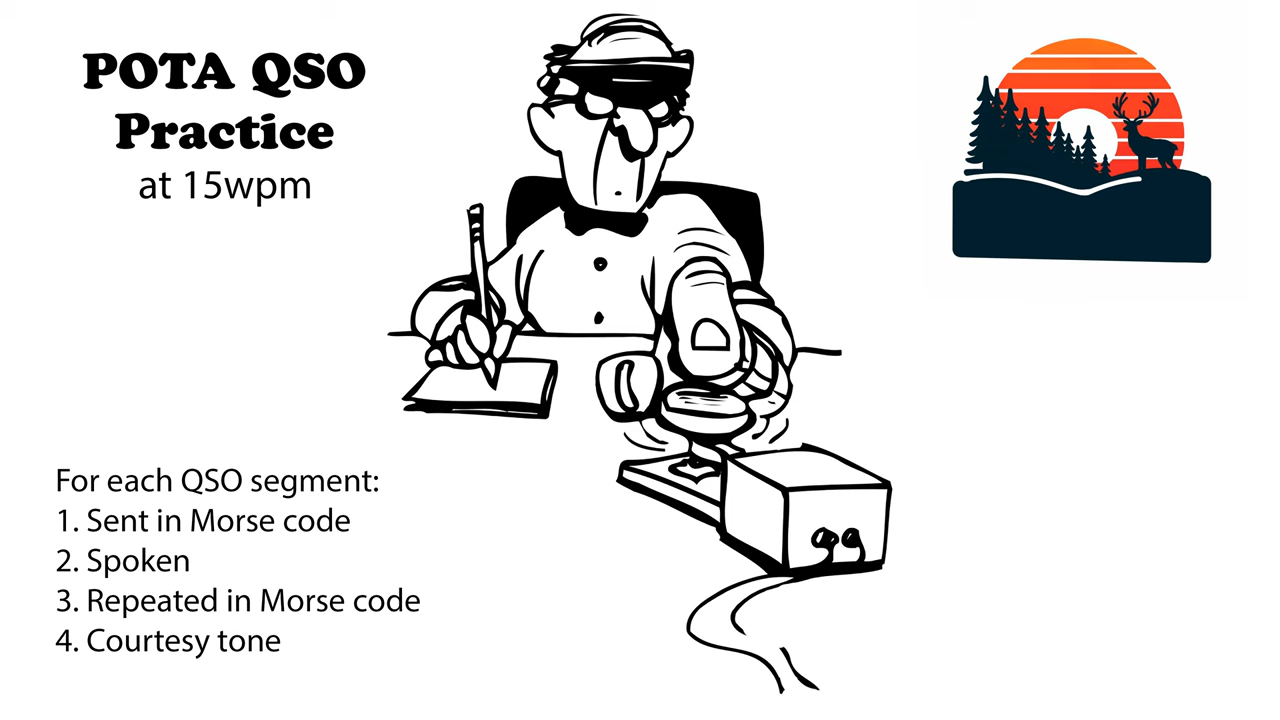 POTA QSO
Practice
at 15wpm
For each QSO segment:
1. Sent in Morse code
2. Spoken
3. Repeated in Morse code
4. Courtesy tone